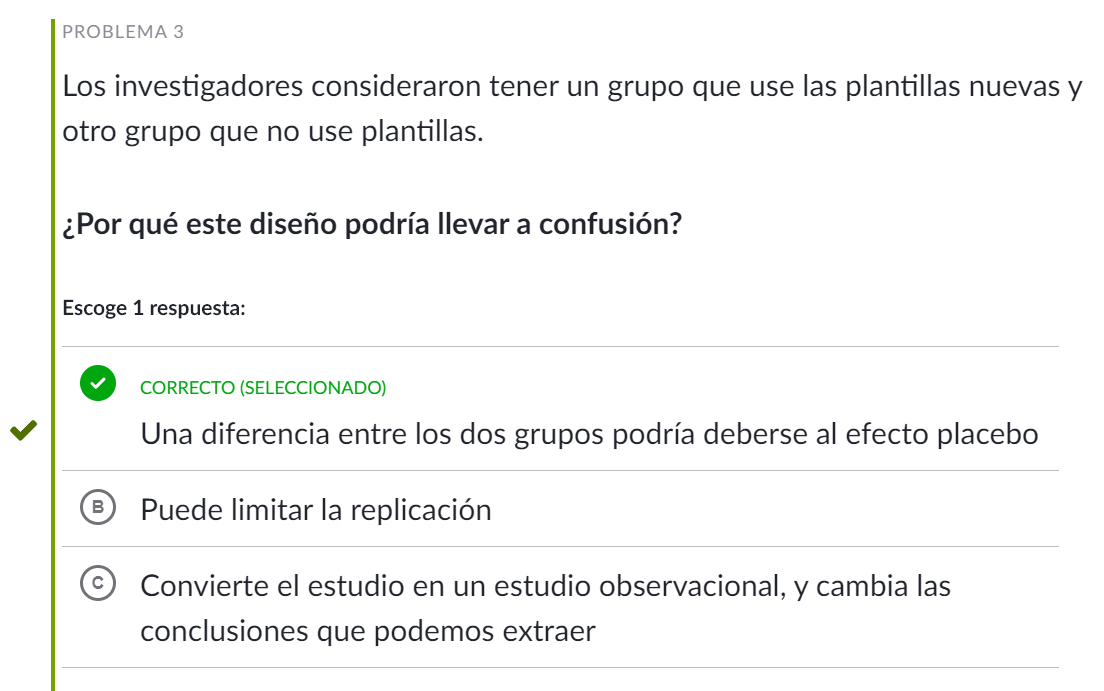 PROBLEMA 3
Los investigadores consideraron tener un grupo que use las plantillas nuevas y
otro grupo que no use plantillas.
¿Por qué este diseño podría llevar a confusión?
Escoge 1 respuesta:
CORRECTO (SELECCIONADO)
Una diferencia entre los dos grupos podría deberse al efecto placebo
B Puede limitar la replicación
C Convierte el estudio en un estudio observacional, y cambia las
conclusiones que podemos extraer